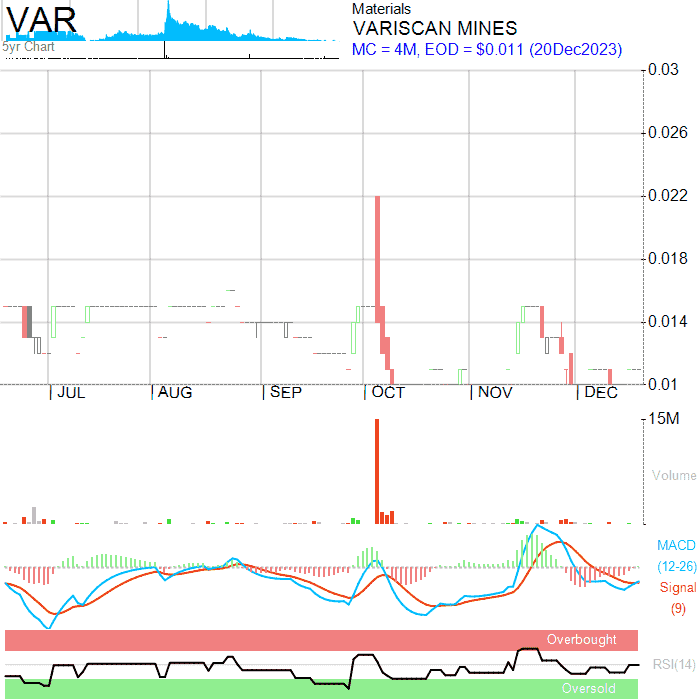 VAR
5yr Chart
Materials
VARISCAN MINES
MC = 4M, EOD = $0.011 (20Dec2023)
0.03
0.026
0.022
0.018
0.014
0.01
JUL AUG SEP OCT NOV DEC
15M
Volume
MACD
(12-26)
Signal
(9)
Overbought
RSI(14)
Oversold